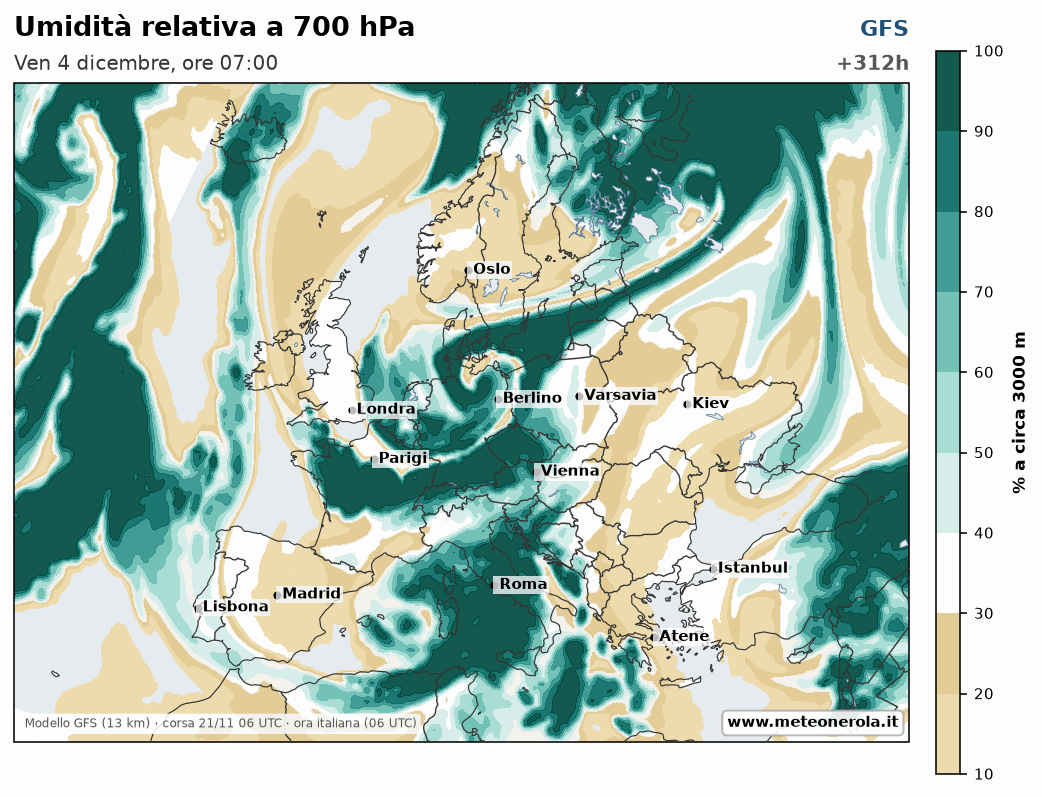 Umidità relativa a 700 hPa
GFS
Ven 4 dicembre, ore 07:00
+312h
100
90
80
70
60
50
40
30
20
10
% a circa 3000 m
Oslo
Londra
Berlino
Varsavia
Kiev
Parigi
Vienna
Istanbul
Roma
Madrid
Lisbona
Atene
Modello GFS (13 km) · corsa 21/11 06 UTC · ora italiana (06 UTC)
www.meteonerola.it